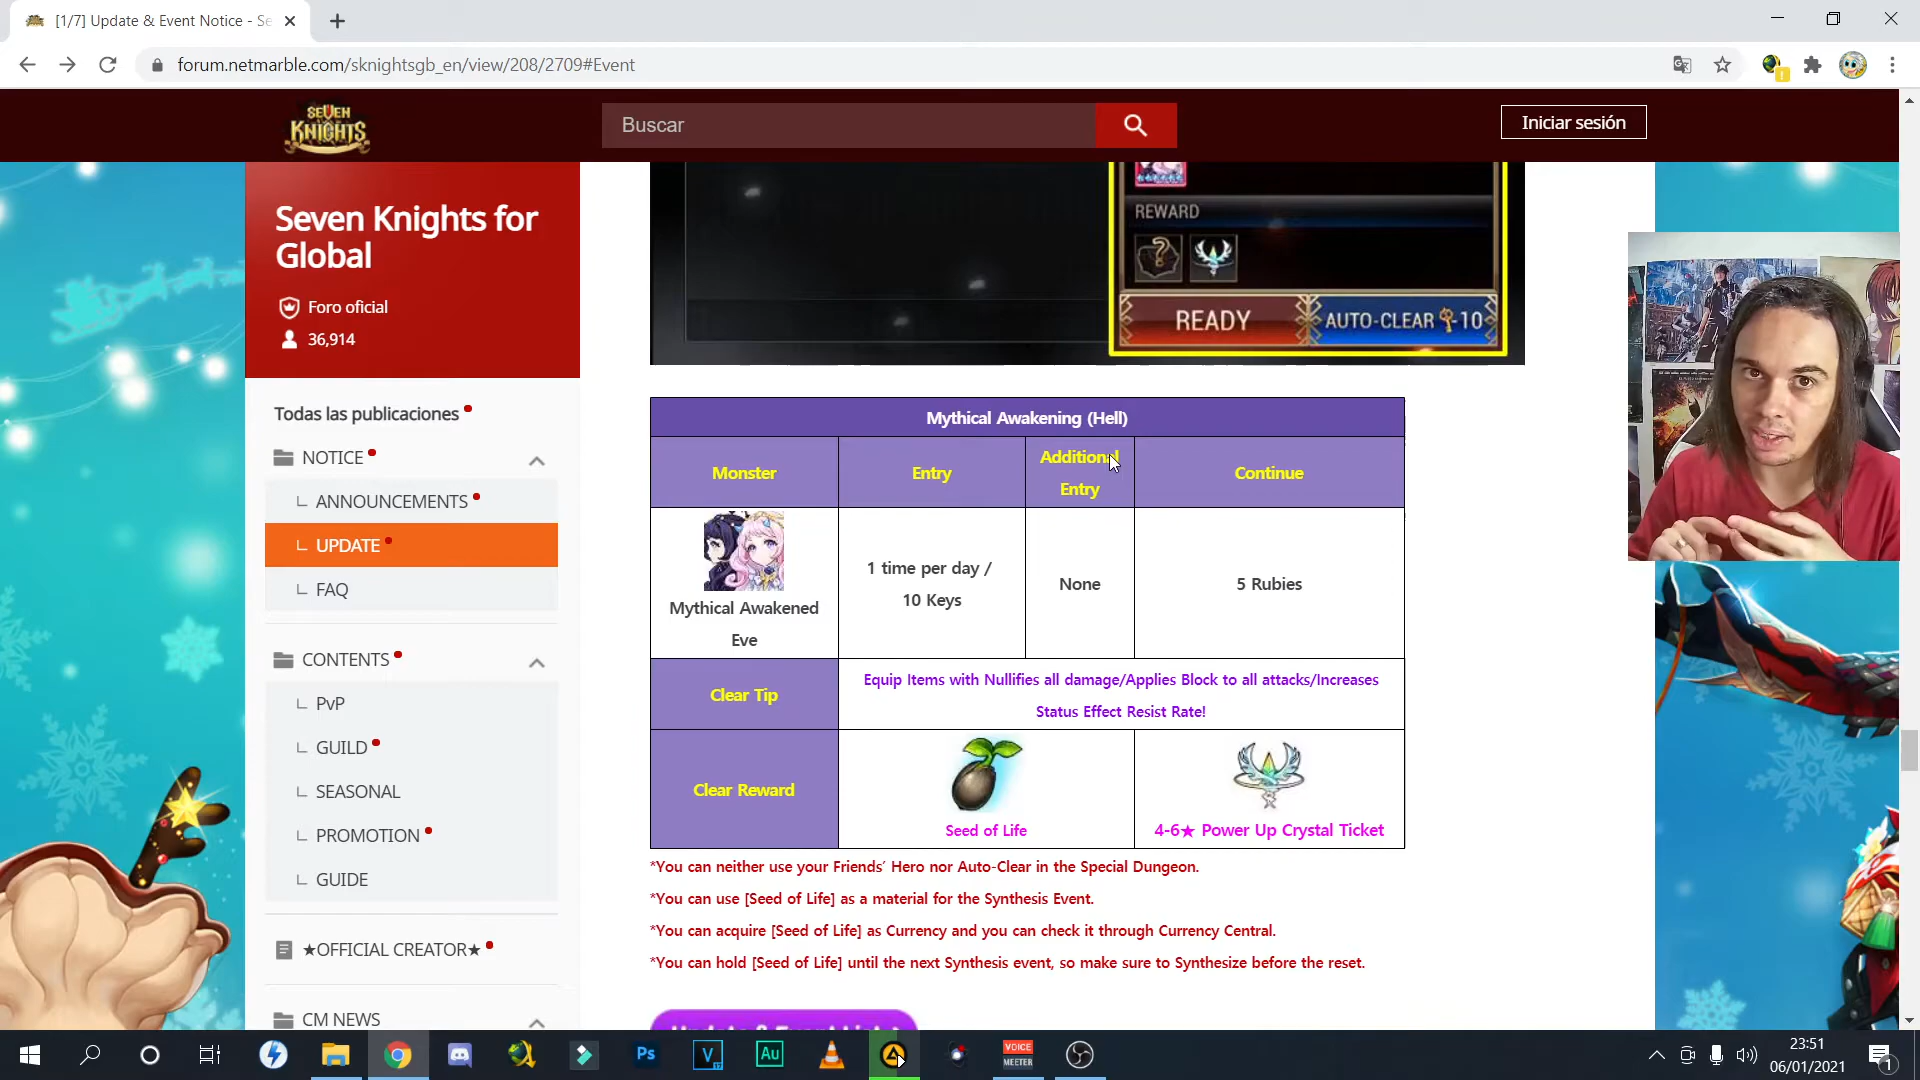 [1/7] Update & Event Notice - Se
forum.netmarble.com/sknightsgb_en/view/208/2709#Event
SEVEN
KNIGHTS
Buscar
Iniciar sesión
Seven Knights for
Global
Foro oficial
36,914
Todas las publicaciones
NOTICE
ANNOUNCEMENTS
UPDATE
FAQ
CONTENTS
PvP
GUILD
SEASONAL
PROMOTION
GUIDE
★OFFICIAL CREATOR★
CM NEWS
REWARD
READY
AUTO-CLEAR -10
Mythical Awakening (Hell)
Monster
Entry
Additional
Entry
Continue
Mythical Awakened
Eve
1 time per day /
10 Keys
None
5 Rubies
Clear Tip
Equip Items with Nullifies all damage/Applies Block to all attacks/Increases
Status Effect Resist Rate!
Clear Reward
Seed of Life
4-6★ Power Up Crystal Ticket
*You can neither use your Friends’ Hero nor Auto-Clear in the Special Dungeon.
*You can use [Seed of Life] as a material for the Synthesis Event.
*You can acquire [Seed of Life] as Currency and you can check it through Currency Central.
*You can hold [Seed of Life] until the next Synthesis event, so make sure to Synthesize before the reset.
Ps
V
Au
VOICE
MEETER
23:51
06/01/2021
1